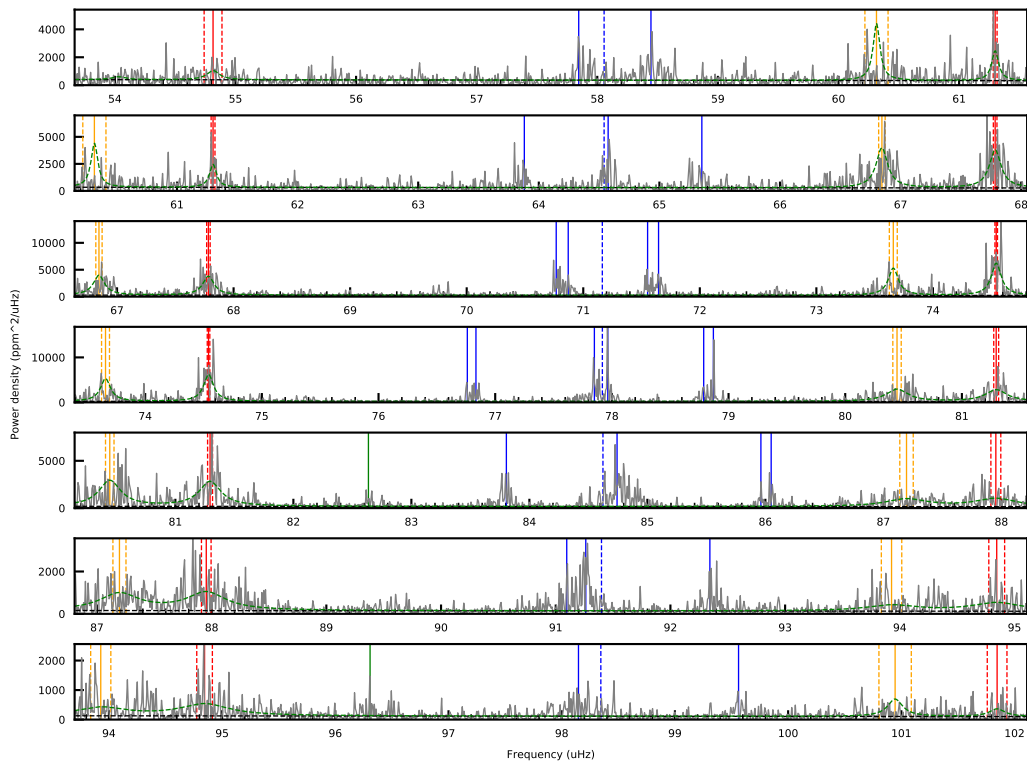 4000
2000
0
54 55 56 57 58 59 60 61
5000
2500
0
61 62 63 64 65 66 67 68
10000
5000
0
67 68 69 70 71 72 73 74
10000
0
74 75 76 77 78 79 80 81
5000
0
81 82 83 84 85 86 87 88
2000
0
87 88 89 90 91 92 93 94 95
2000
1000
0
94 95 96 97 98 99 100 101 102
Power density (ppm^2/uHz)
Frequency (uHz)